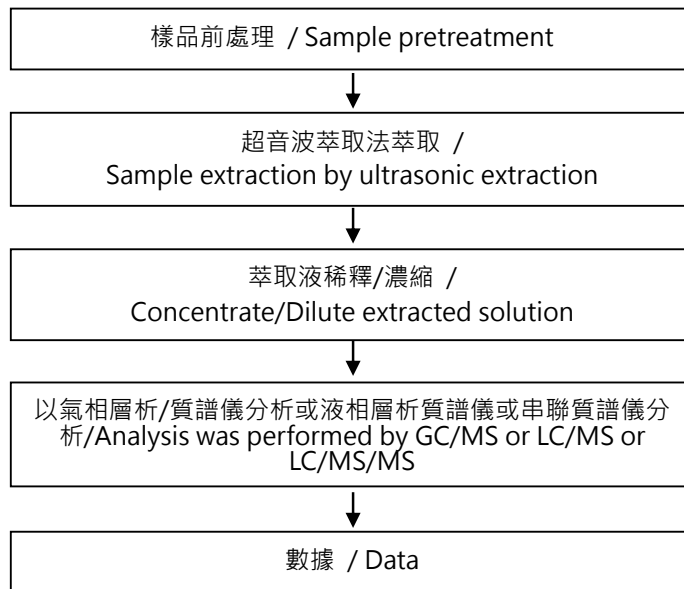 樣品前處理 / Sample pretreatment
超音波萃取法萃取 /
Sample extraction by ultrasonic extraction
萃取液稀釋/濃縮 /
Concentrate/Dilute extracted solution
以氣相層析/質譜儀分析或液相層析質譜儀或串聯質譜儀分
析/Analysis was performed by GC/MS or LC/MS or
LC/MS/MS
數據 / Data